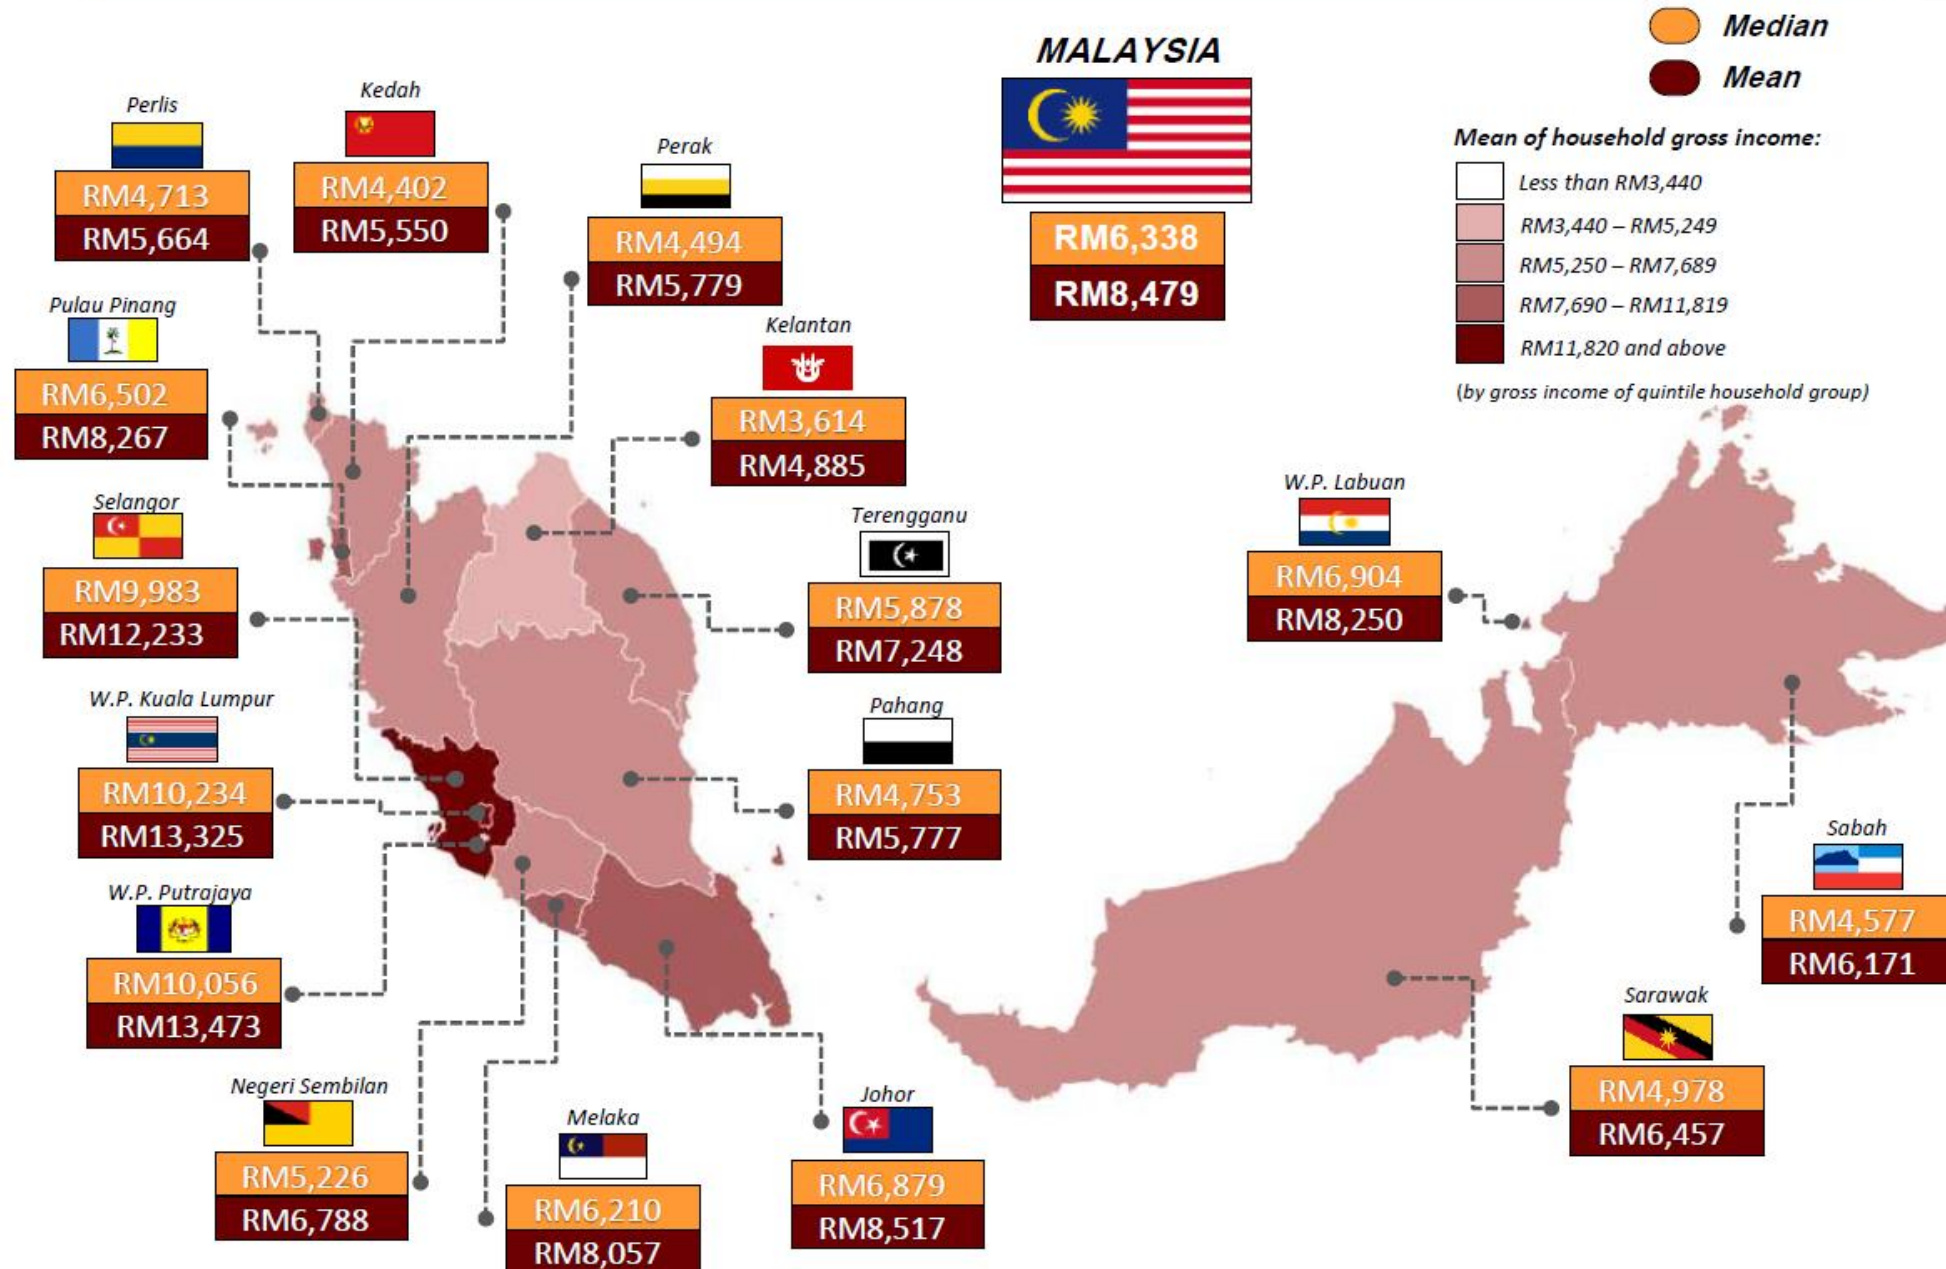 MALAYSIA
RM6,338
RM8,479
Median
Mean
Mean of household gross income:
Less than RM3,440
RM3,440 – RM5,249
RM5,250 – RM7,689
RM7,690 – RM11,819
RM11,820 and above
(by gross income of quintile household group)
Perlis
RM4,713
RM5,664
Kedah
RM4,402
RM5,550
Perak
RM4,494
RM5,779
Pulau Pinang
RM6,502
RM8,267
Kelantan
RM3,614
RM4,885
Selangor
RM9,983
RM12,233
Terengganu
RM5,878
RM7,248
W.P. Labuan
RM6,904
RM8,250
W.P. Kuala Lumpur
RM10,234
RM13,325
Pahang
RM4,753
RM5,777
Sabah
RM4,577
RM6,171
W.P. Putrajaya
RM10,056
RM13,473
Sarawak
RM4,978
RM6,457
Negeri Sembilan
RM5,226
RM6,788
Melaka
RM6,210
RM8,057
Johor
RM6,879
RM8,517